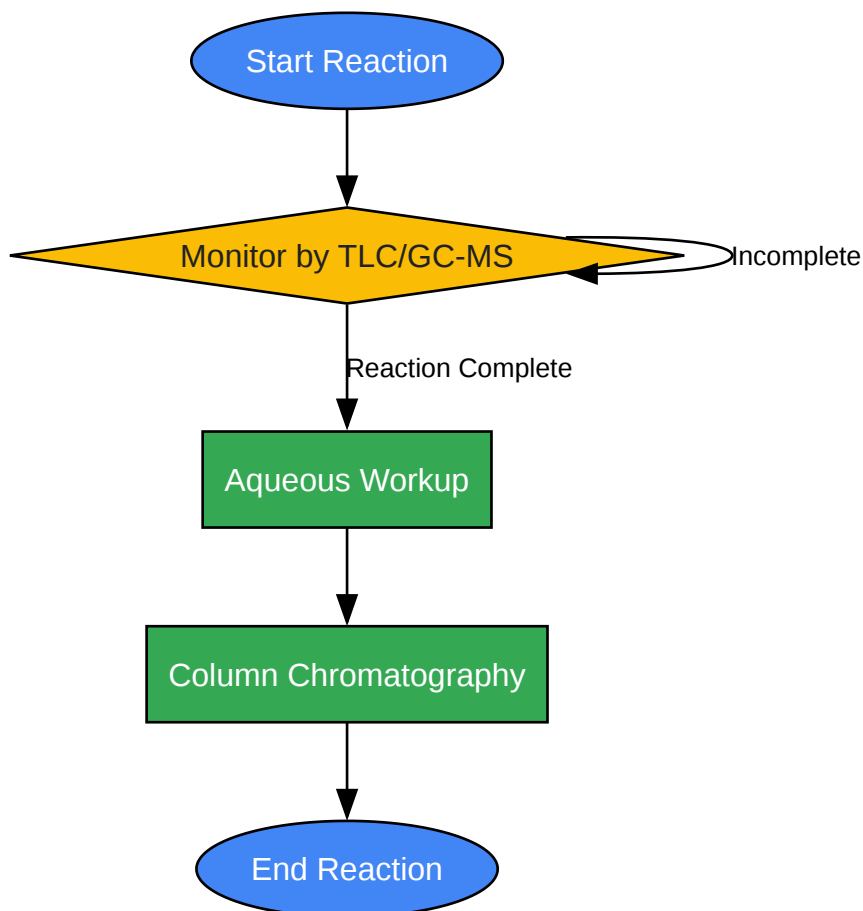 Start Reaction
Monitor by TLC/GC-MS
Incomplete
Reaction Complete
Aqueous Workup
Column Chromatography
End Reaction